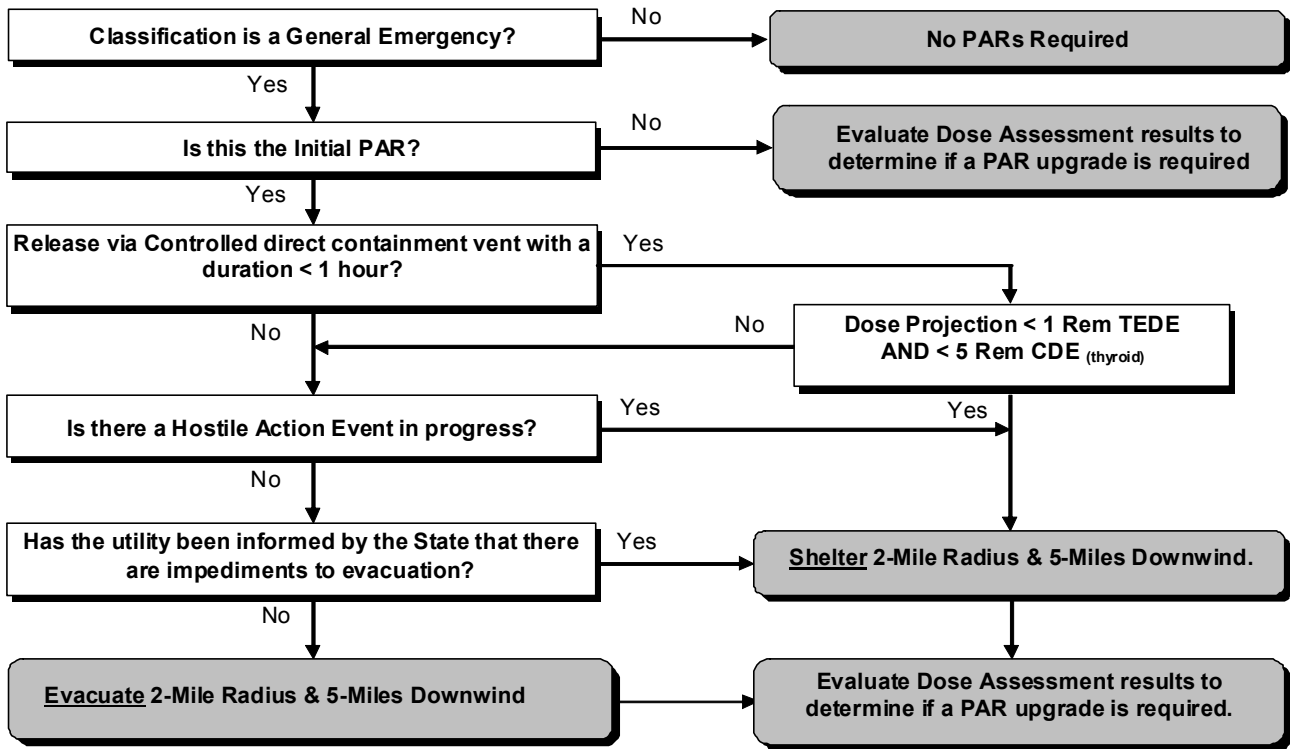 Classification is a General Emergency?
No
No PARs Required
Yes
Is this the Initial PAR?
No
Evaluate Dose Assessment results to
determine if a PAR upgrade is required
Yes
Release via Controlled direct containment vent with a
duration < 1 hour?
Yes
No
Dose Projection < 1 Rem TEDE
AND < 5 Rem CDE (thyroid)
No
Yes
Is there a Hostile Action Event in progress?
Yes
No
Has the utility been informed by the State that there
are impediments to evacuation?
Yes
Shelter 2-Mile Radius & 5-Miles Downwind.
No
Evacuate 2-Mile Radius & 5-Miles Downwind
Evaluate Dose Assessment results to
determine if a PAR upgrade is required.